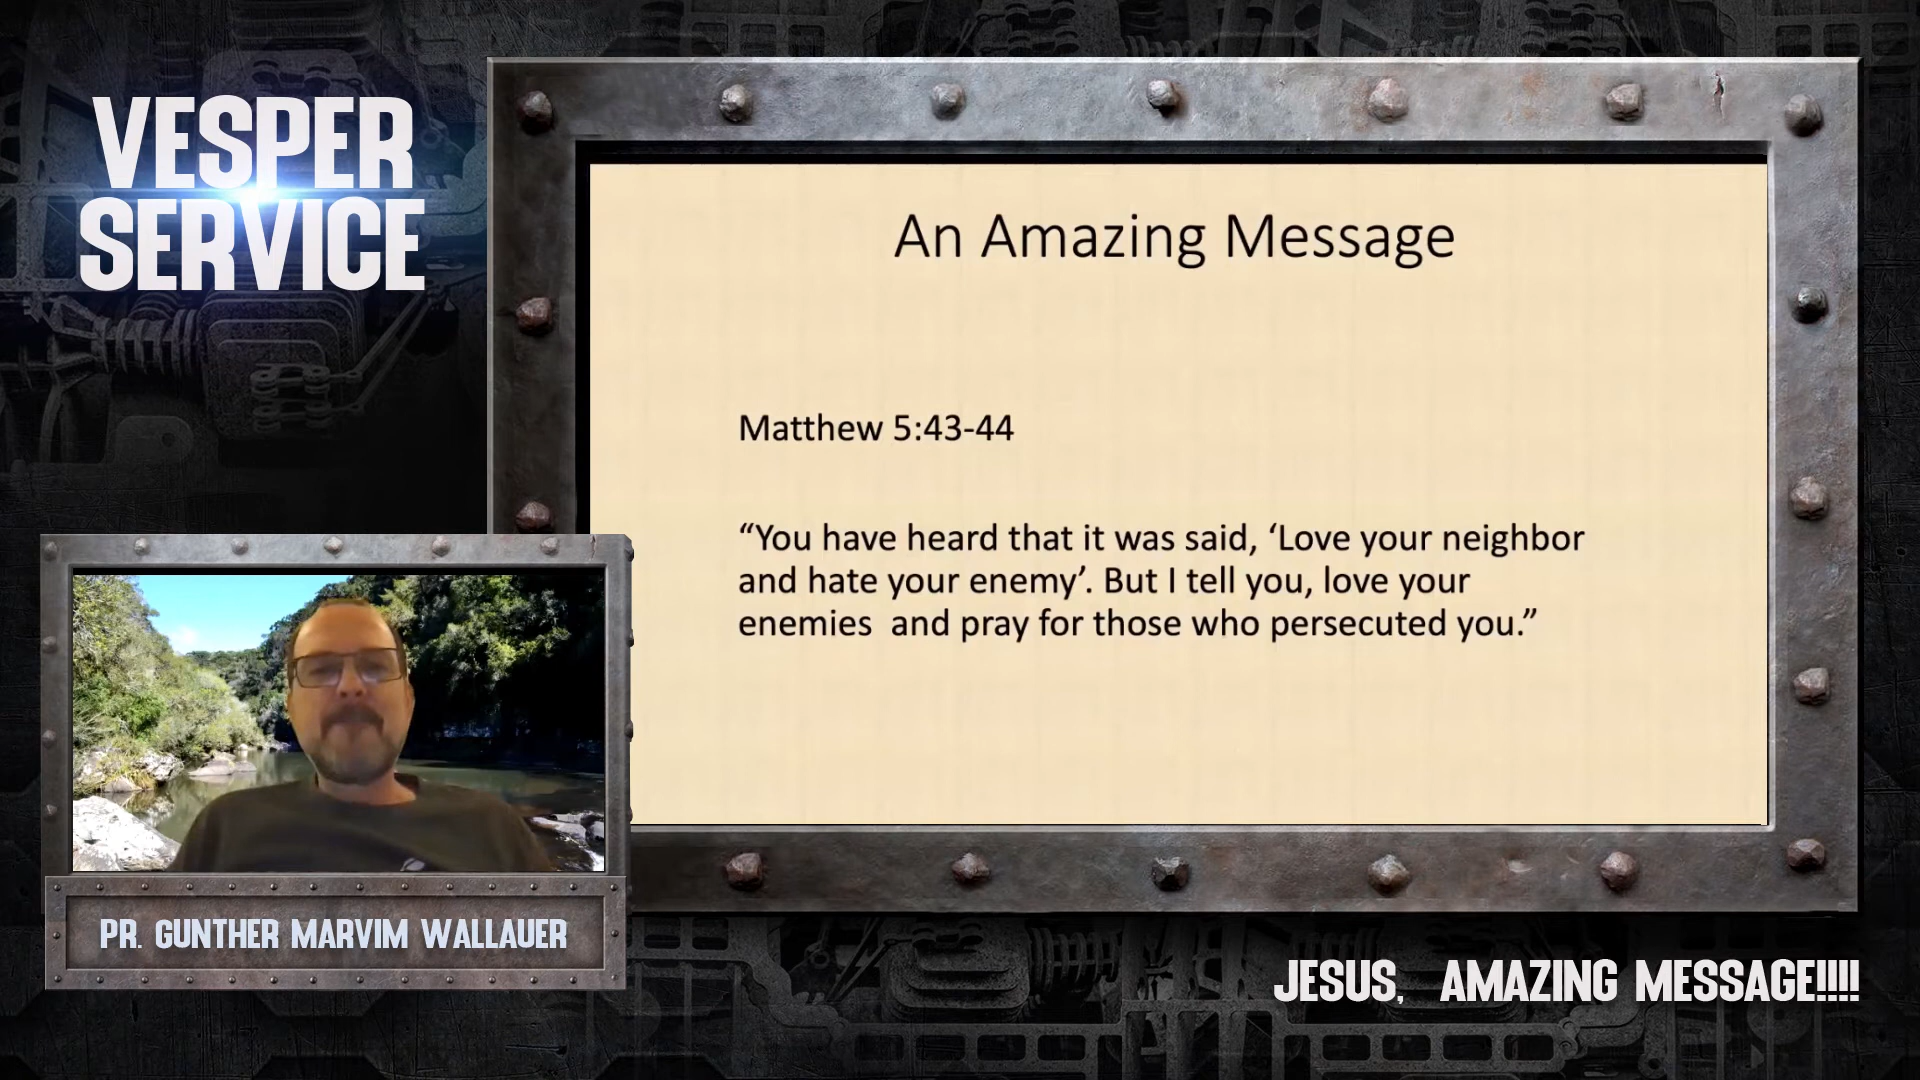 VESPER
SERVICE
An Amazing Message
Matthew 5:43-44
“You have heard that it was said, ‘Love your neighbor
and hate your enemy’. But I tell you, love your
enemies  and pray for those who persecuted you.”
PR. GUNTHER MARVIM WALLAUER
JESUS,  AMAZING MESSAGE!!!!